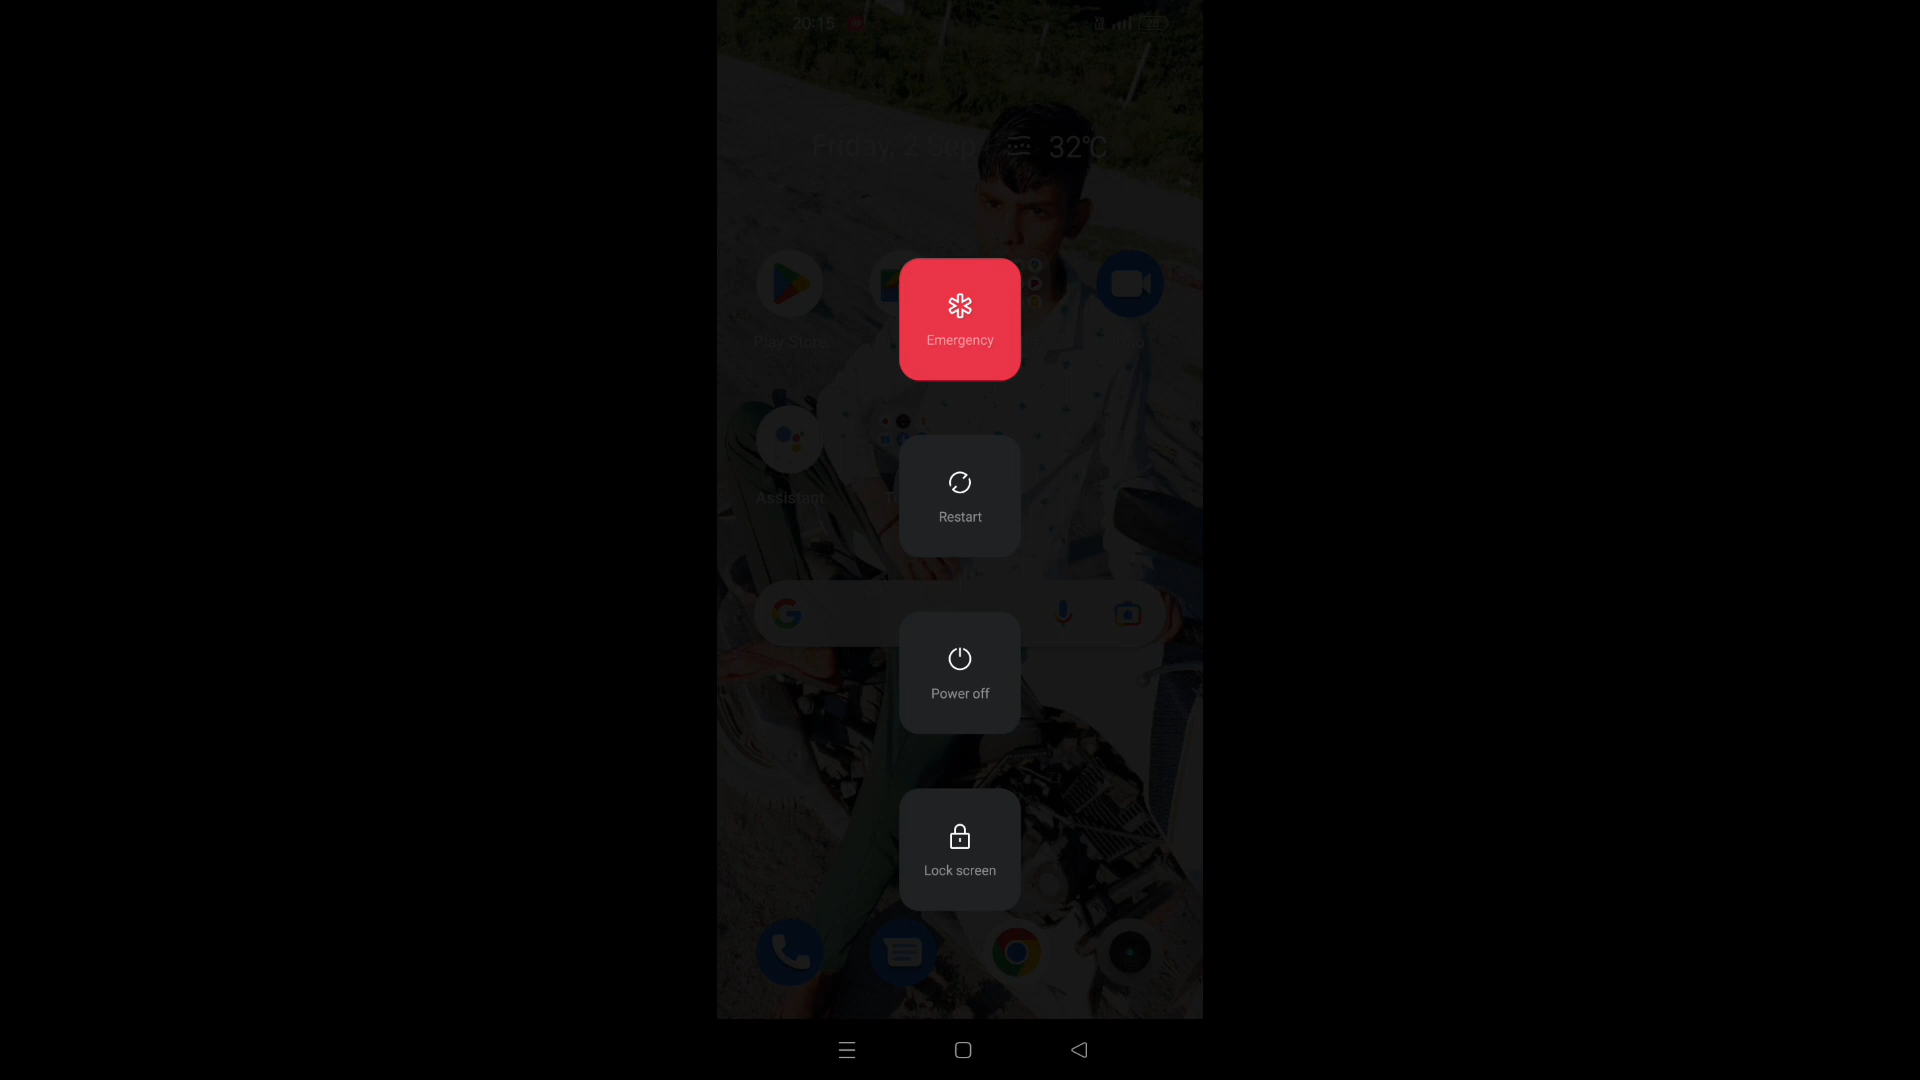 20:15
Friday, 2 Sep
32°C
Emergency
Play Store
Restart
Assistant
Power off
Lock screen